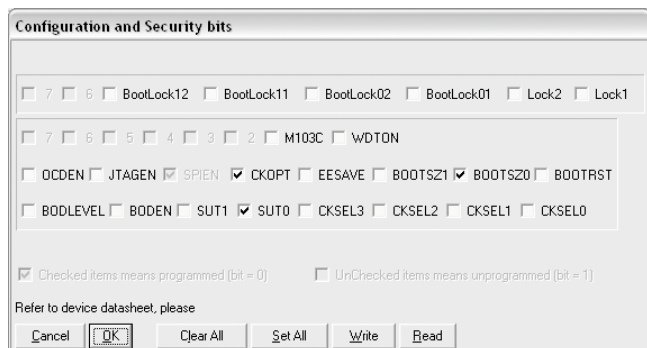 Configuration and Security bits
7 6 BootLock12 BootLock11 BootLock02 BootLock01 Lock2 Lock1
7 6 5 4 3 2 M103C WDTON
OCDEN JTAGEN SPIEN CKOPT EESAVE BOOTSZ1 BOOTSZ0 BOOTRST
BODLEVEL BODEN SUT1 SUT0 CKSEL3 CKSEL2 CKSEL1 CKSEL0
Checked items means programmed (bit = 0) UnChecked items means unprogrammed (bit = 1)
Refer to device datasheet, please
Cancel OK Clear All Set All Write Read